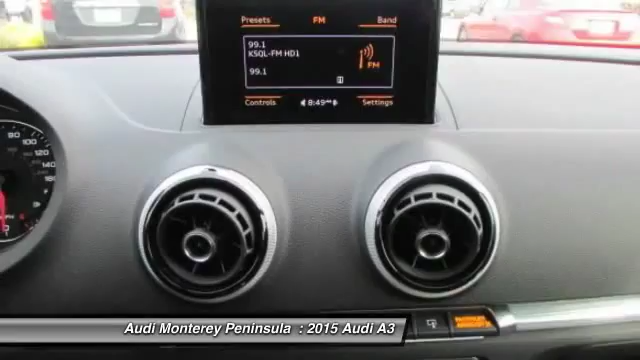 Presets FM Band
99.1
KSQL-FM HD1
FM
99.1
Controls 8:49 AM Settings
80
100
120
140
160
Audi Monterey Peninsula : 2015 Audi A3